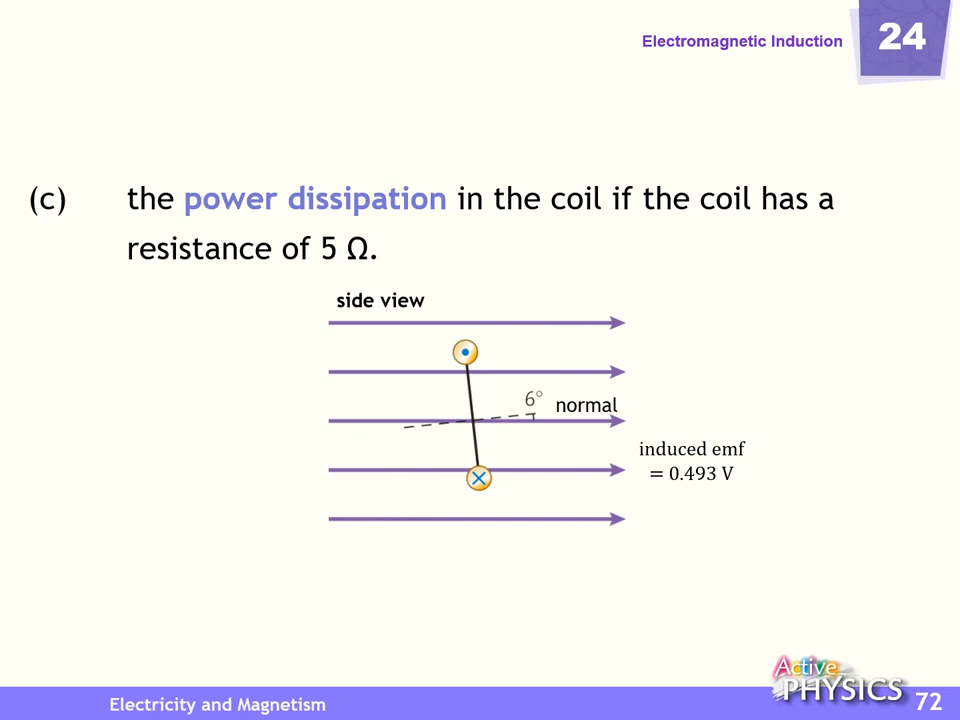 Electromagnetic Induction
24
(c) the power dissipation in the coil if the coil has a
resistance of 5 Ω.
side view
6°
normal
induced emf
= 0.493 V
Active
PHYSICS
Electricity and Magnetism
72